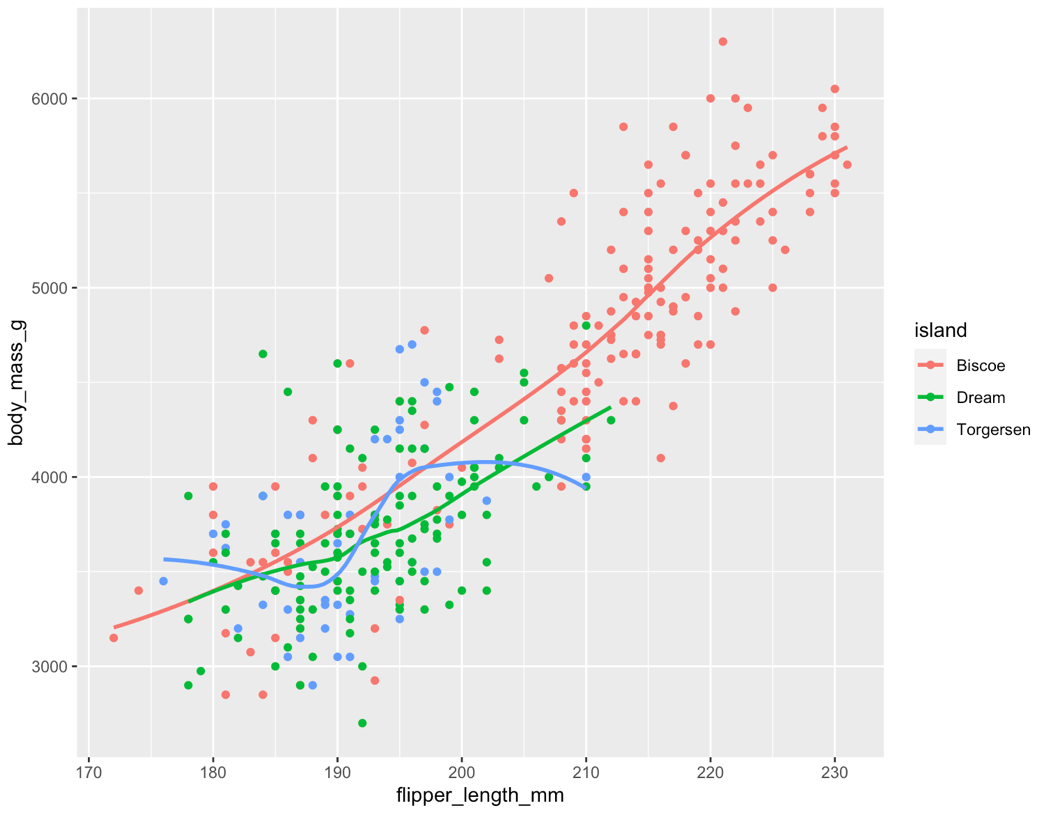 6000
5000
4000
3000
body_mass_g
170 180 190 200 210 220 230
flipper_length_mm
island
Biscoe
Dream
Torgersen